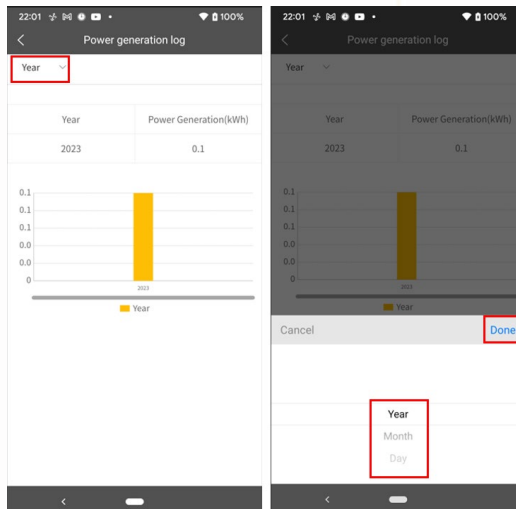 22:01 100%
Power generation log
Year
Year Power Generation(kWh)
2023 0.1
0.1
0.1
0.1
0.0
0.0
0
2023
Year
22:01 100%
Power generation log
Year
Year Power Generation(kWh)
2023 0.1
0.1
0.1
0.1
0.0
0.0
0
2023
Year
Cancel Done
Year
Month
Day